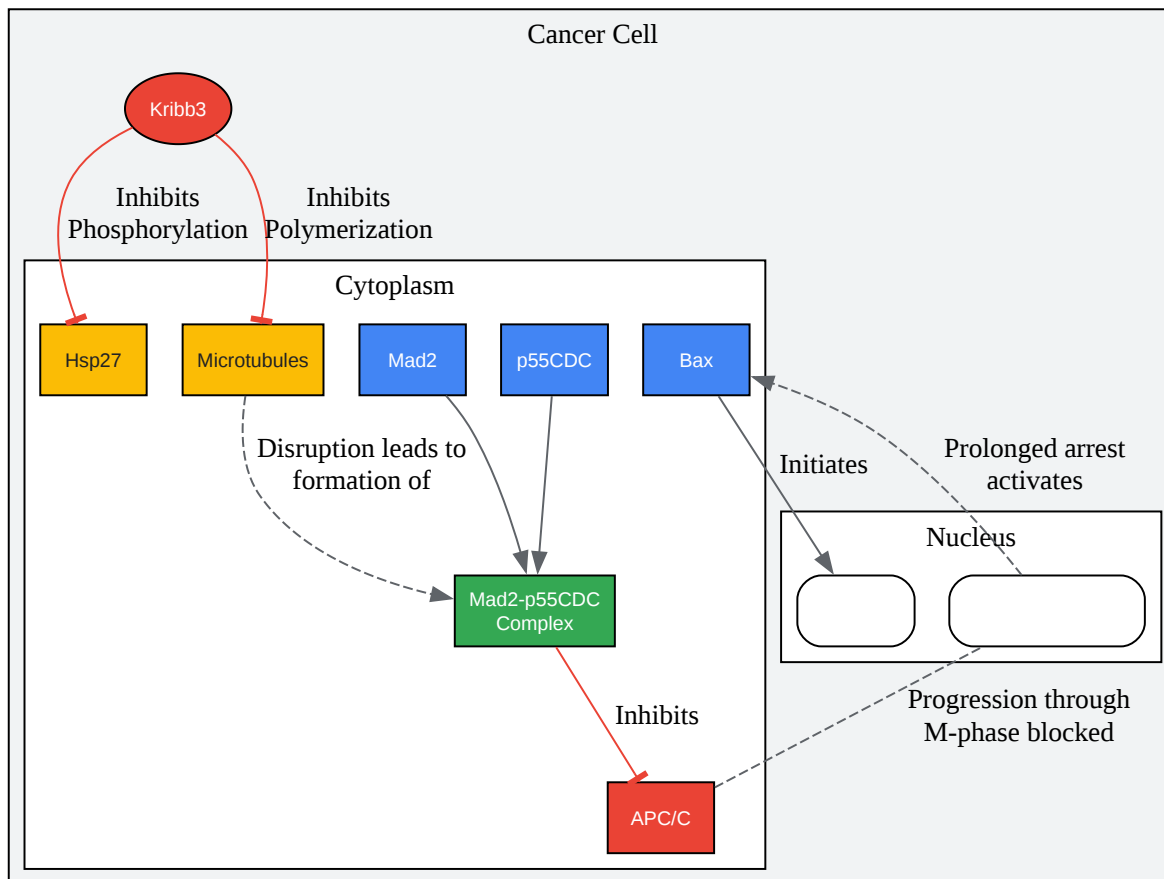 Cancer Cell
Kribb3
Inhibits
Phosphorylation
Inhibits
Polymerization
Cytoplasm
Hsp27
Microtubules
Mad2
p55CDC
Bax
Disruption leads to
formation of
Initiates
Prolonged arrest
activates
Nucleus
Mad2-p55CDC
Complex
Inhibits
Progression through
M-phase blocked
APC/C